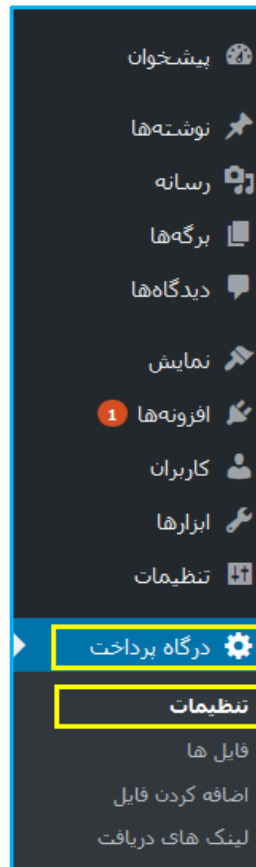 پیشخوان
نوشته‌ها
رسانه
برگه‌ها
دیدگاه‌ها
نمایش
افزونه‌ها 1
کاربران
ابزارها
تنظیمات
درگاه پرداخت
تنظیمات
فایل ها
اضافه کردن فایل
لینک های دریافت